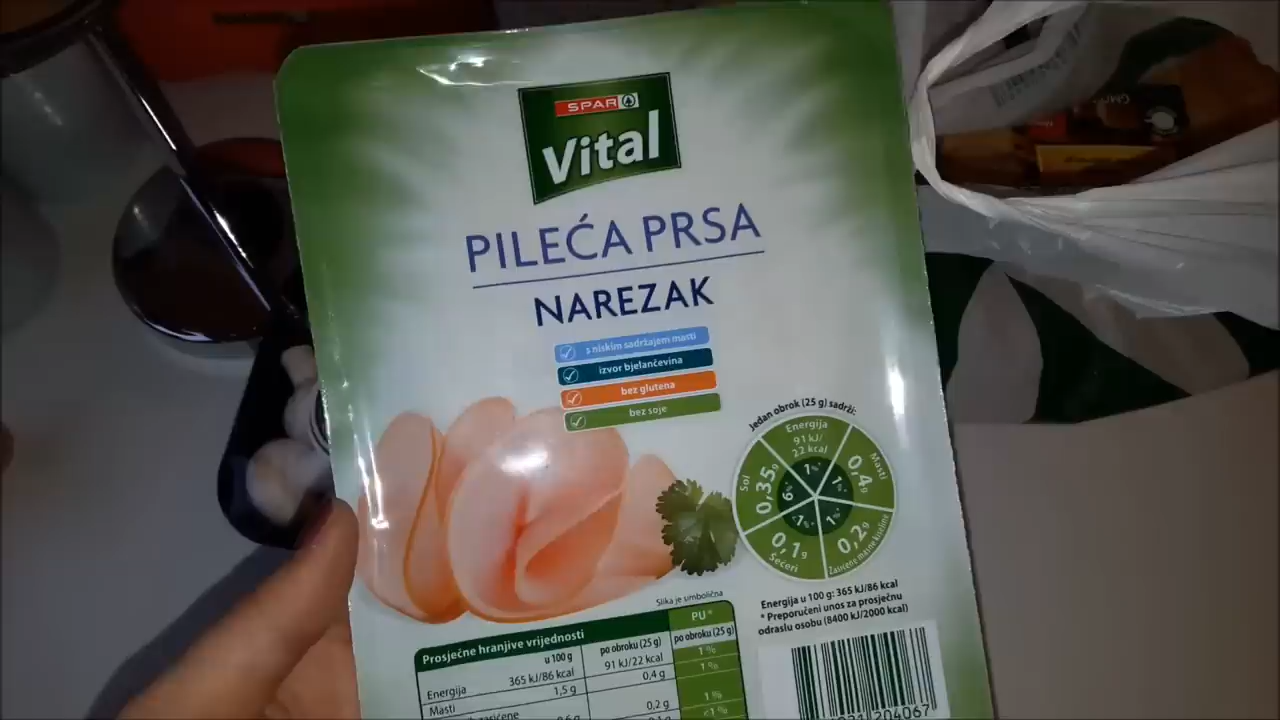 SPAR
Vital
PILEĆA PRSA
NAREZAK
s niskim sadržajem masti
izvor bjelančevina
bez glutena
bez soje
Jedan obrok (25 g) sadrži:
Energija
91 kJ/
22 kcal
1%*
Masti
0,4g
1%*
Zasićene masne kiseline
0,2g
1%*
Šećeri
0,1g
<1%*
Sol
0,35g
6%*
Energija u 100 g: 365 kJ/86 kcal
* Preporučeni unos za prosječnu
odraslu osobu (8400 kJ/2000 kcal)
Slika je simbolična
Prosječne hranjive vrijednosti
u 100 g
po obroku (25 g)
PU*
po obroku (25 g)
Energija
365 kJ/86 kcal
91 kJ/22 kcal
1 %
Masti
1,5 g
0,4 g
1 %
0,2 g
1 %
<1 %
204067